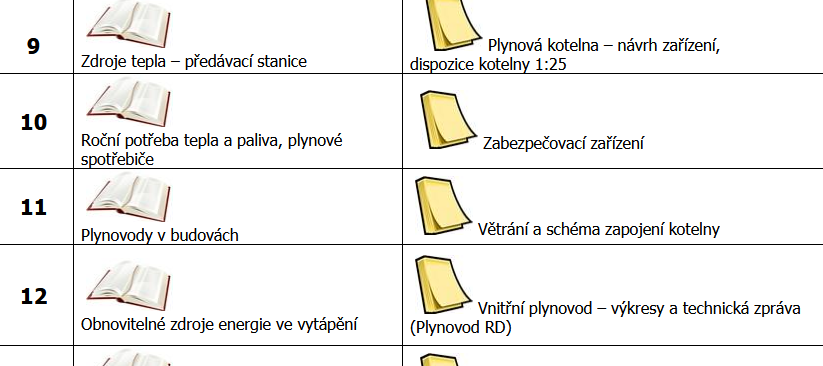 9
Zdroje tepla – předávací stanice
Plynová kotelna – návrh zařízení,
dispozice kotelny 1:25
10
Roční potřeba tepla a paliva, plynové
spotřebiče
Zabezpečovací zařízení
11
Plynovody v budovách
Větrání a schéma zapojení kotelny
12
Obnovitelné zdroje energie ve vytápění
Vnitřní plynovod – výkresy a technická zpráva
(Plynovod RD)